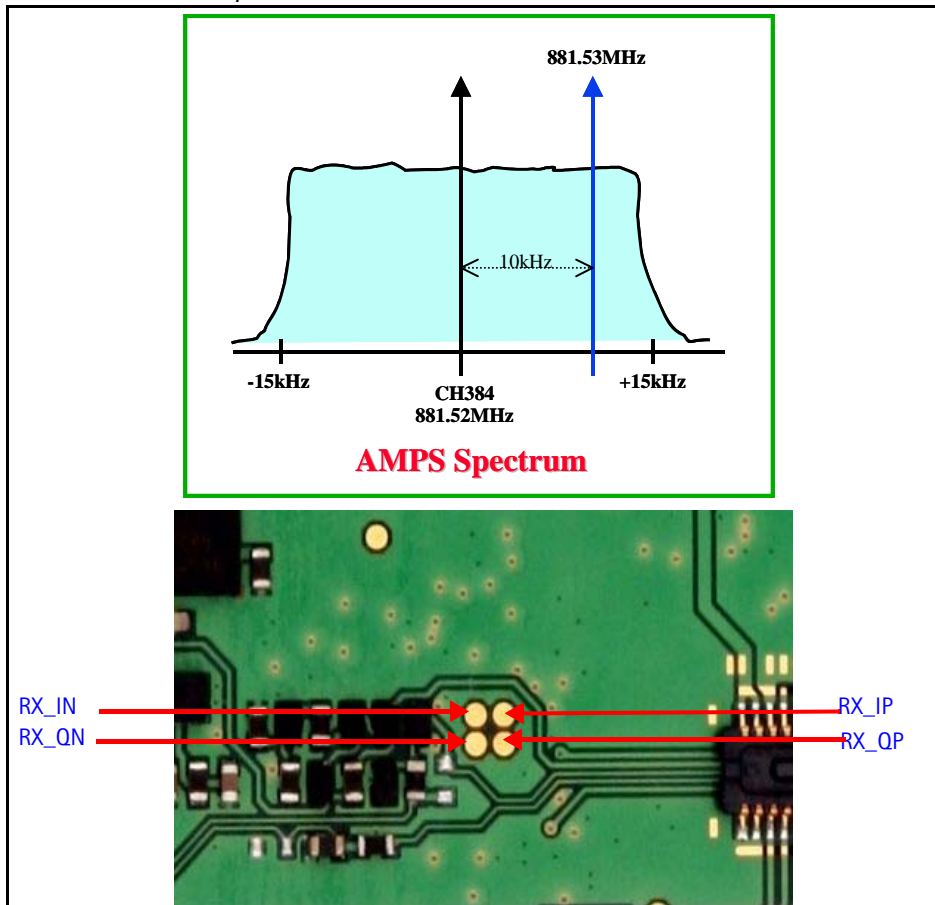 881.53MHz
10kHz
-15kHz
+15kHz
CH384
881.52MHz
AMPS Spectrum
RX_IN
RX_IP
RX_QN
RX_QP